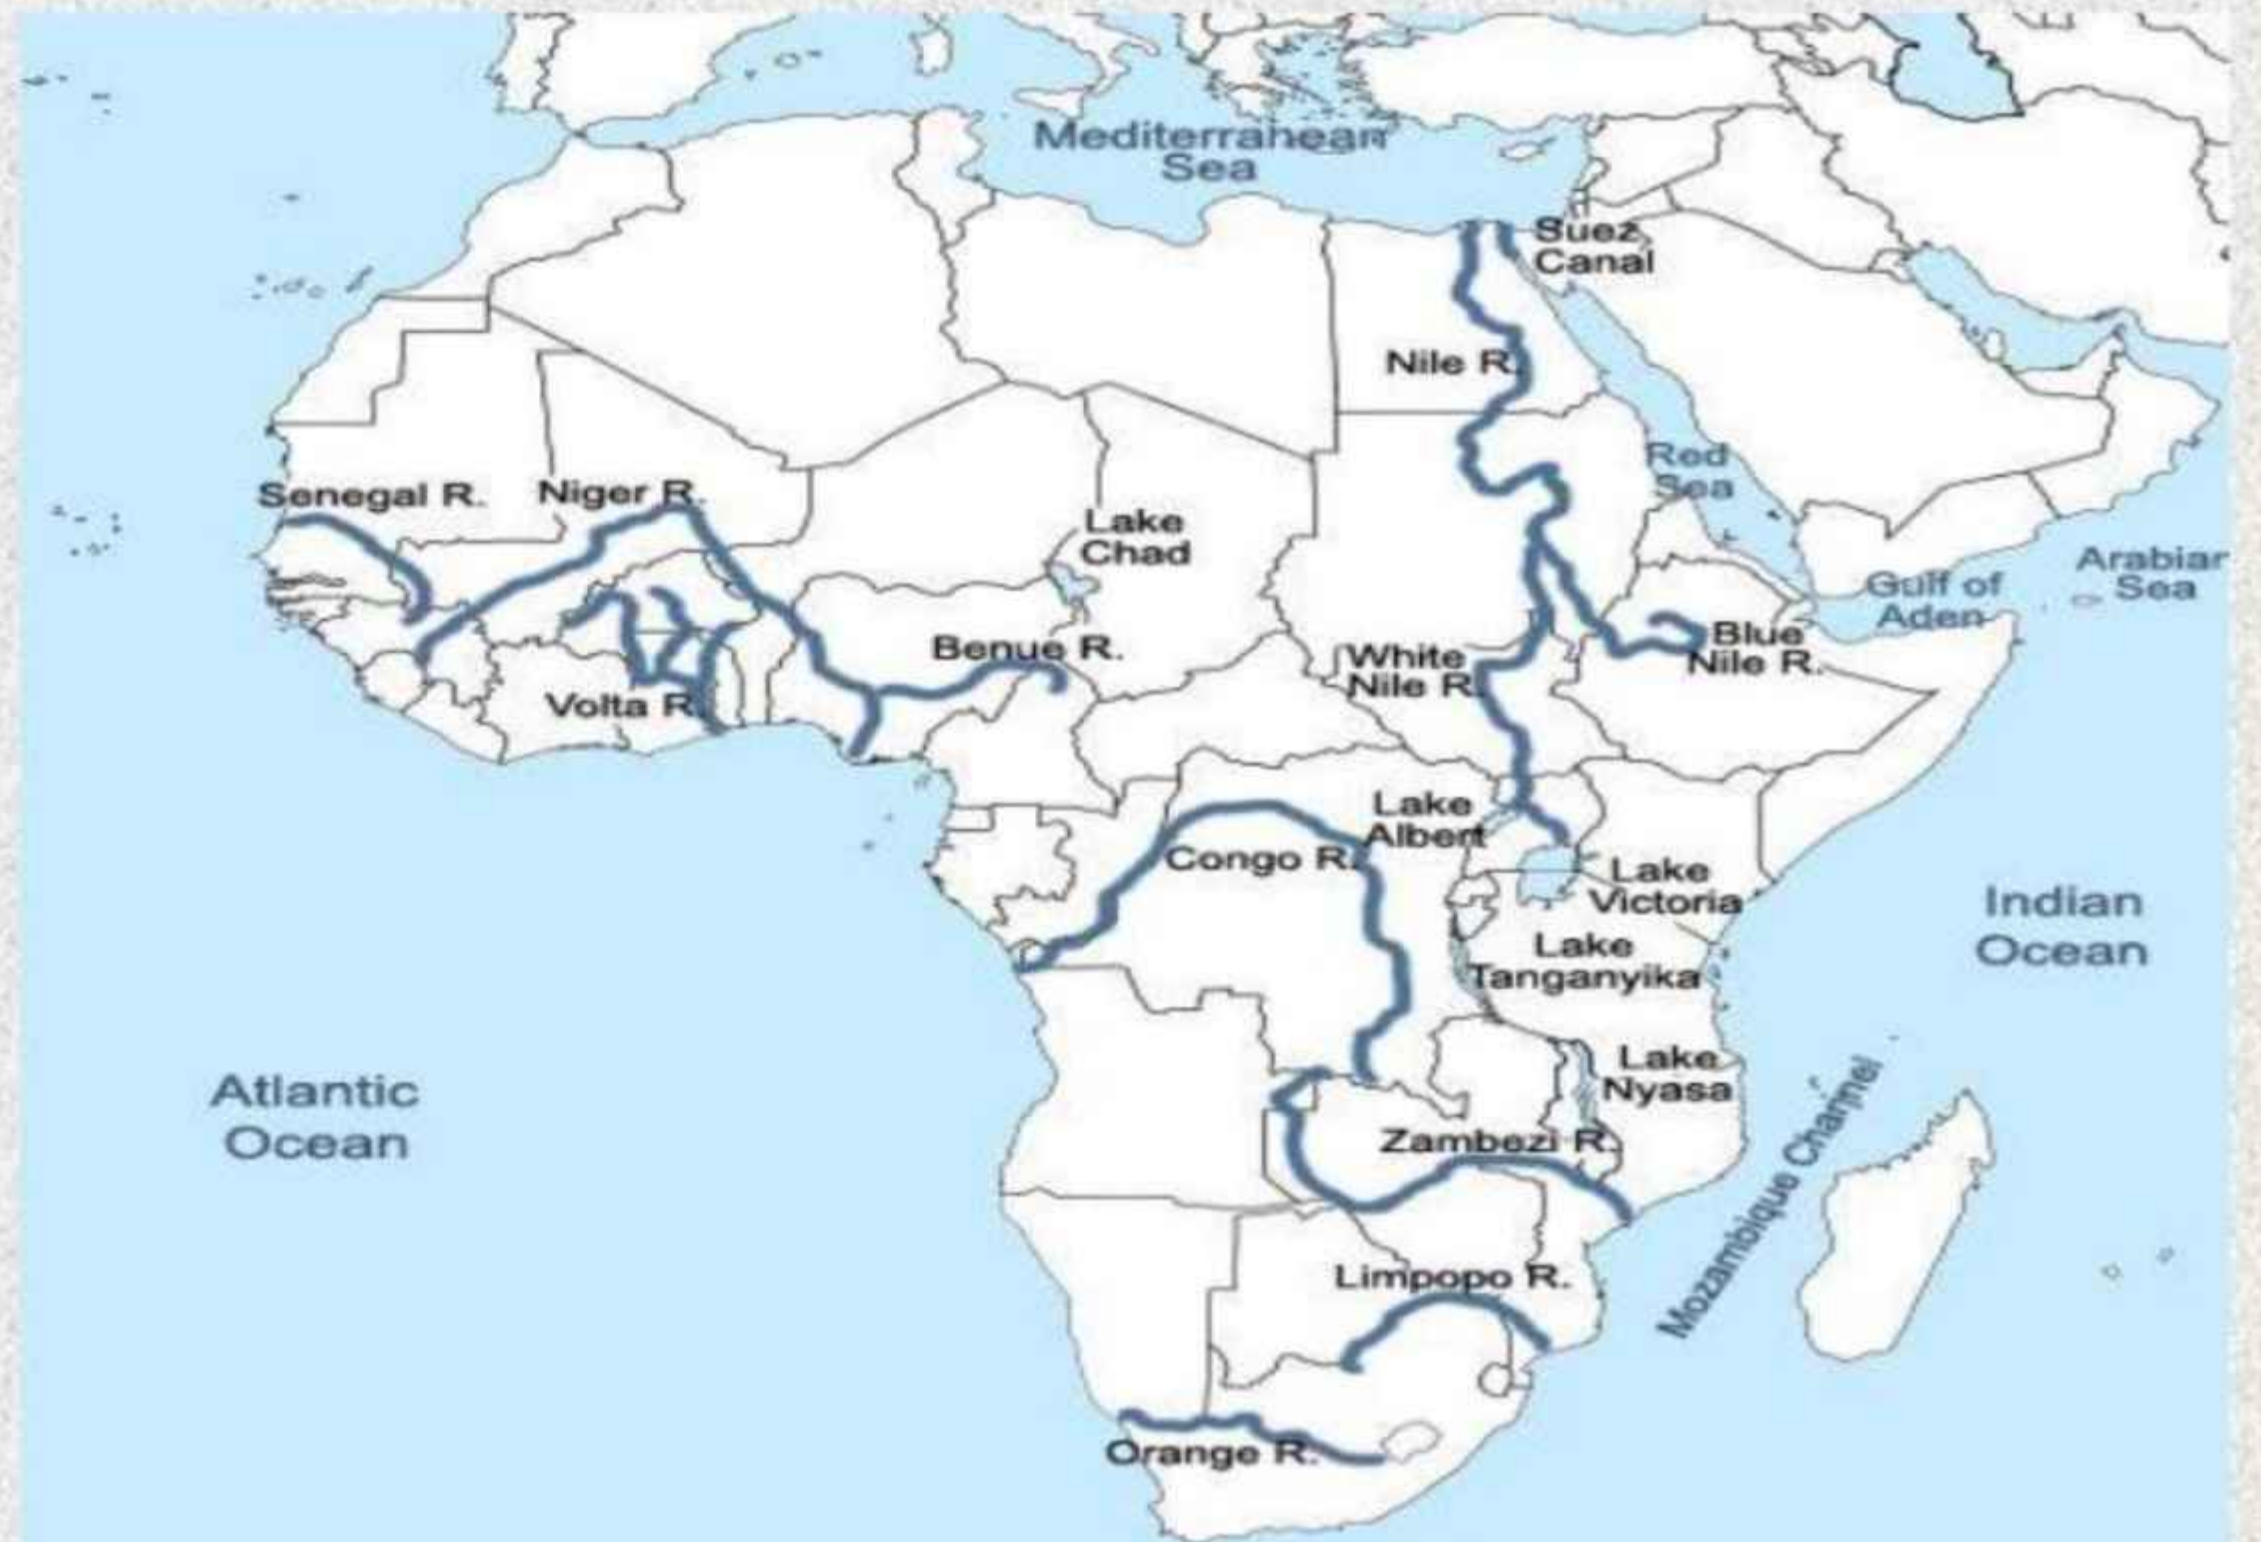 Mediterranean
Sea
Suez
Canal
Nile R.
Red
Sea
Senegal R.
Niger R.
Lake
Chad
Arabian
Sea
Gulf of
Aden
Benue R.
White
Nile R.
Blue
Nile R.
Volta R.
Lake
Albert
Congo R.
Lake
Victoria
Indian
Ocean
Lake
Tanganyika
Lake
Nyasa
Atlantic
Ocean
Zambezi R.
Mozambique Channel
Limpopo R.
Orange R.